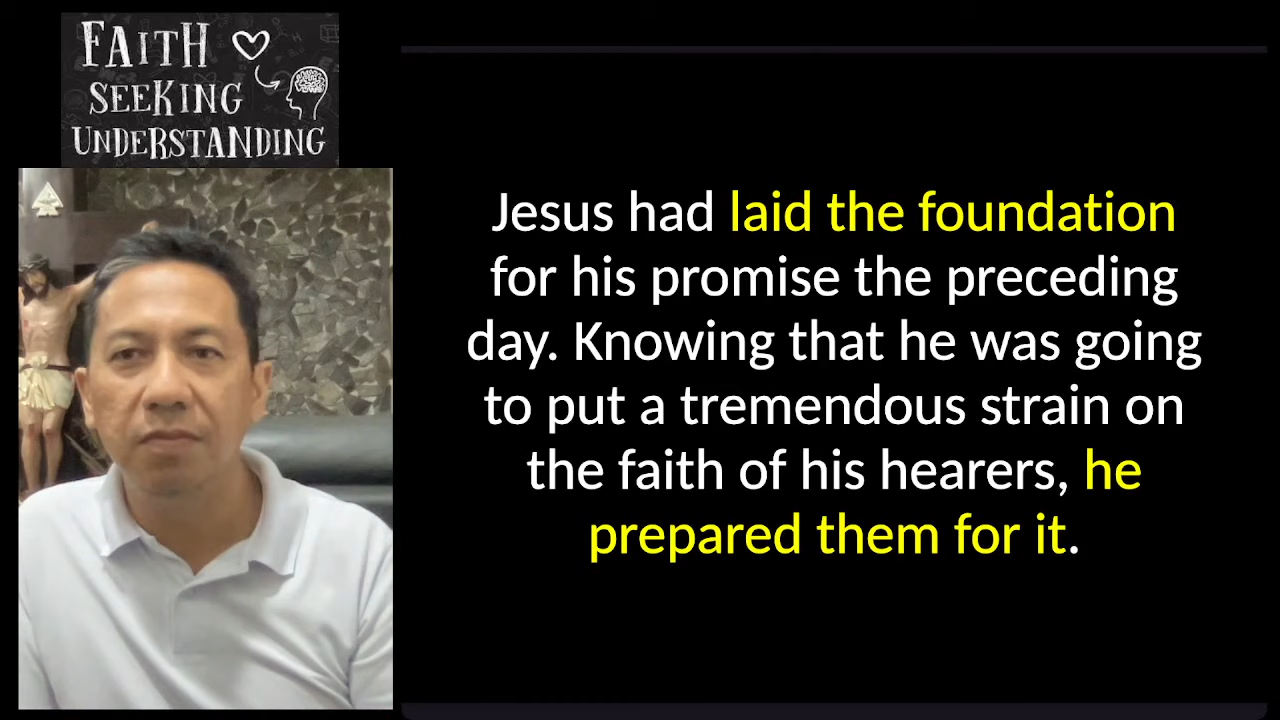 FAITH
SEEKING
UNDERSTANDING
Jesus had laid the foundation
for his promise the preceding
day. Knowing that he was going
to put a tremendous strain on
the faith of his hearers, he
prepared them for it.